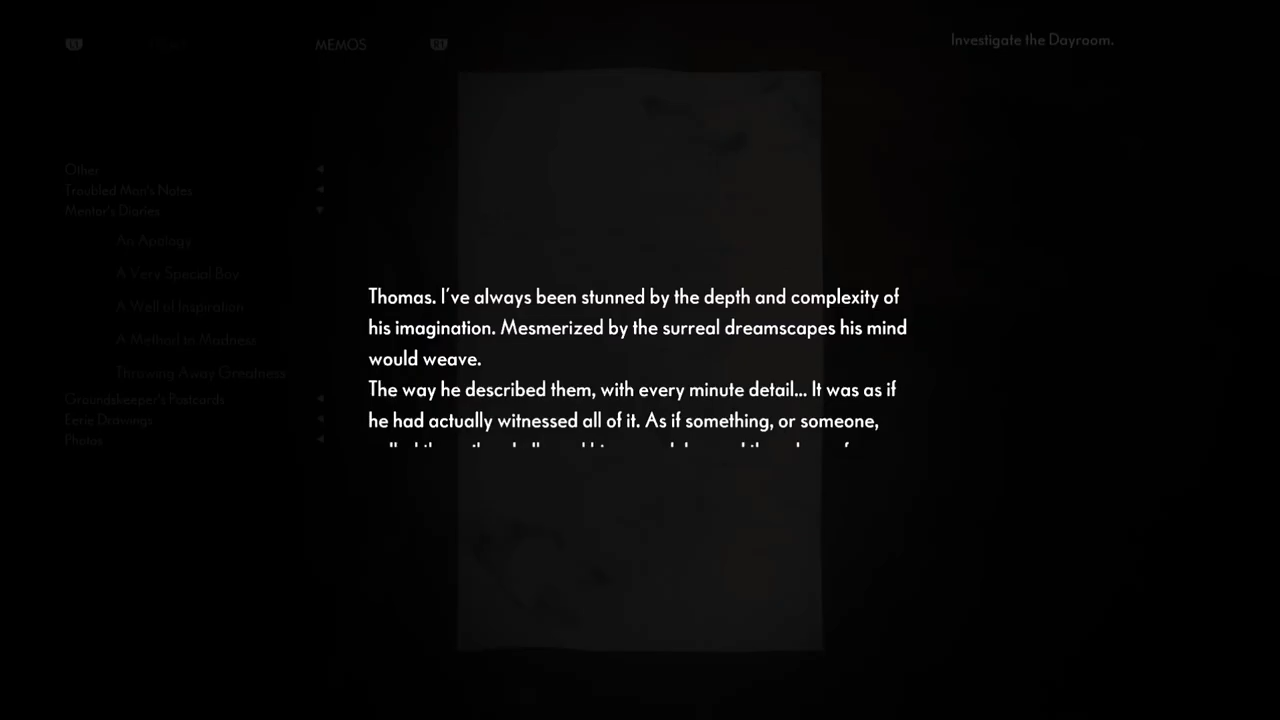 L1
MEMOS
R1
Investigate the Dayroom.
Other
Troubled Man's Notes
Mentor's Diaries
An Apology
A Very Special Boy
A Well of Inspiration
A Method to Madness
Throwing Away Greatness
Groundskeeper's Postcards
Eerie Drawings
Photos
Thomas. I've always been stunned by the depth and complexity of
his imagination. Mesmerized by the surreal dreamscapes his mind
would weave.
The way he described them, with every minute detail... It was as if
he had actually witnessed all of it. As if something, or someone,